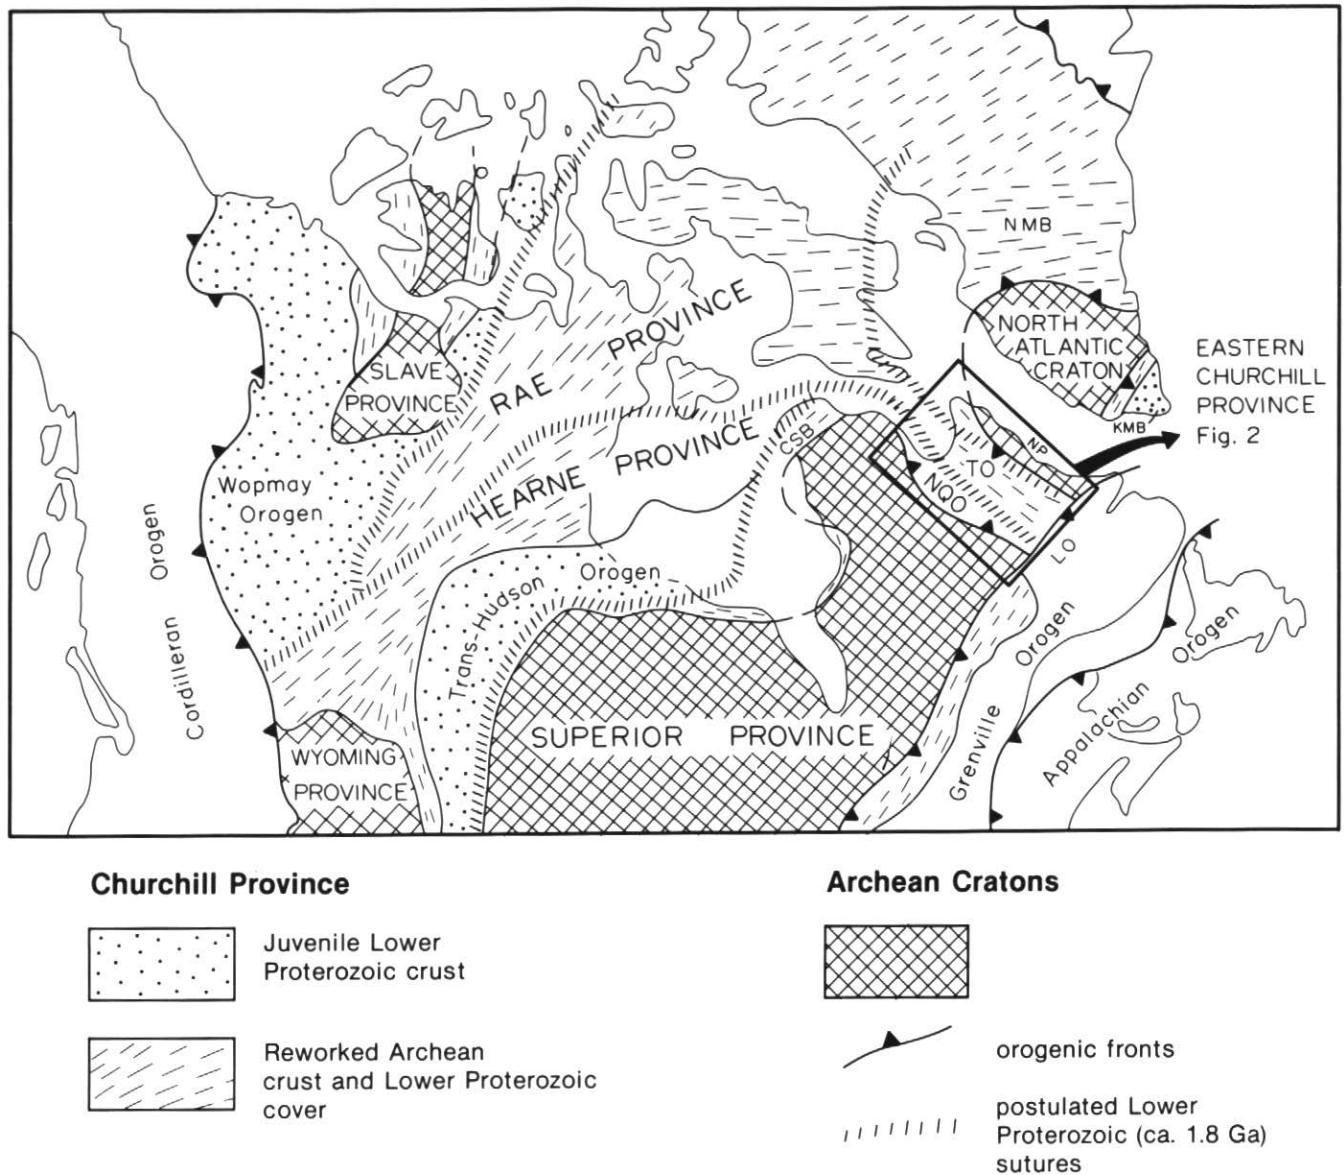 NMB
NORTH
ATLANTIC
CRATON
EASTERN
CHURCHILL
PROVINCE
Fig. 2
KMB
SLAVE
PROVINCE
RAE PROVINCE
HEARNE PROVINCE
CSB
NP
TO
NQO
LO
Wopmay
Orogen
Cordilleran Orogen
Trans-Hudson Orogen
SUPERIOR PROVINCE
WYOMING
PROVINCE
Grenville Orogen
Appalachian Orogen
Churchill Province
Juvenile Lower
Proterozoic crust
Reworked Archean
crust and Lower Proterozoic
cover
Archean Cratons
orogenic fronts
postulated Lower
Proterozoic (ca. 1.8 Ga)
sutures